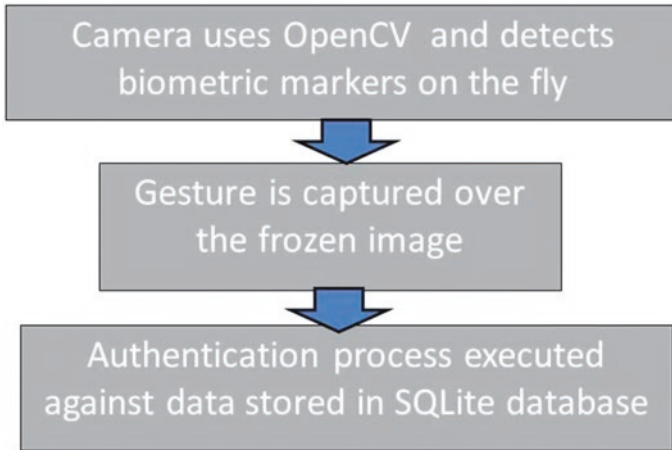 Camera uses OpenCV and detects
biometric markers on the fly
Gesture is captured over
the frozen image
Authentication process executed
against data stored in SQLite database